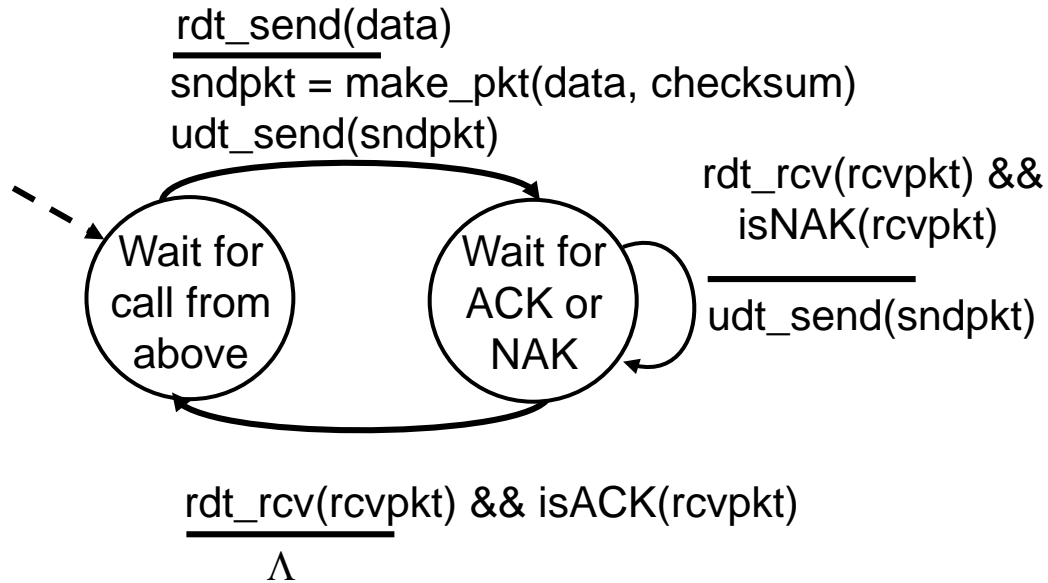 rdt_send(data)
sndpkt = make_pkt(data, checksum)
udt_send(sndpkt)
rdt_rcv(rcvpkt) &&
isNAK(rcvpkt)
udt_send(sndpkt)
Wait for
call from
above
Wait for
ACK or
NAK
rdt_rcv(rcvpkt) && isACK(rcvpkt)
Λ